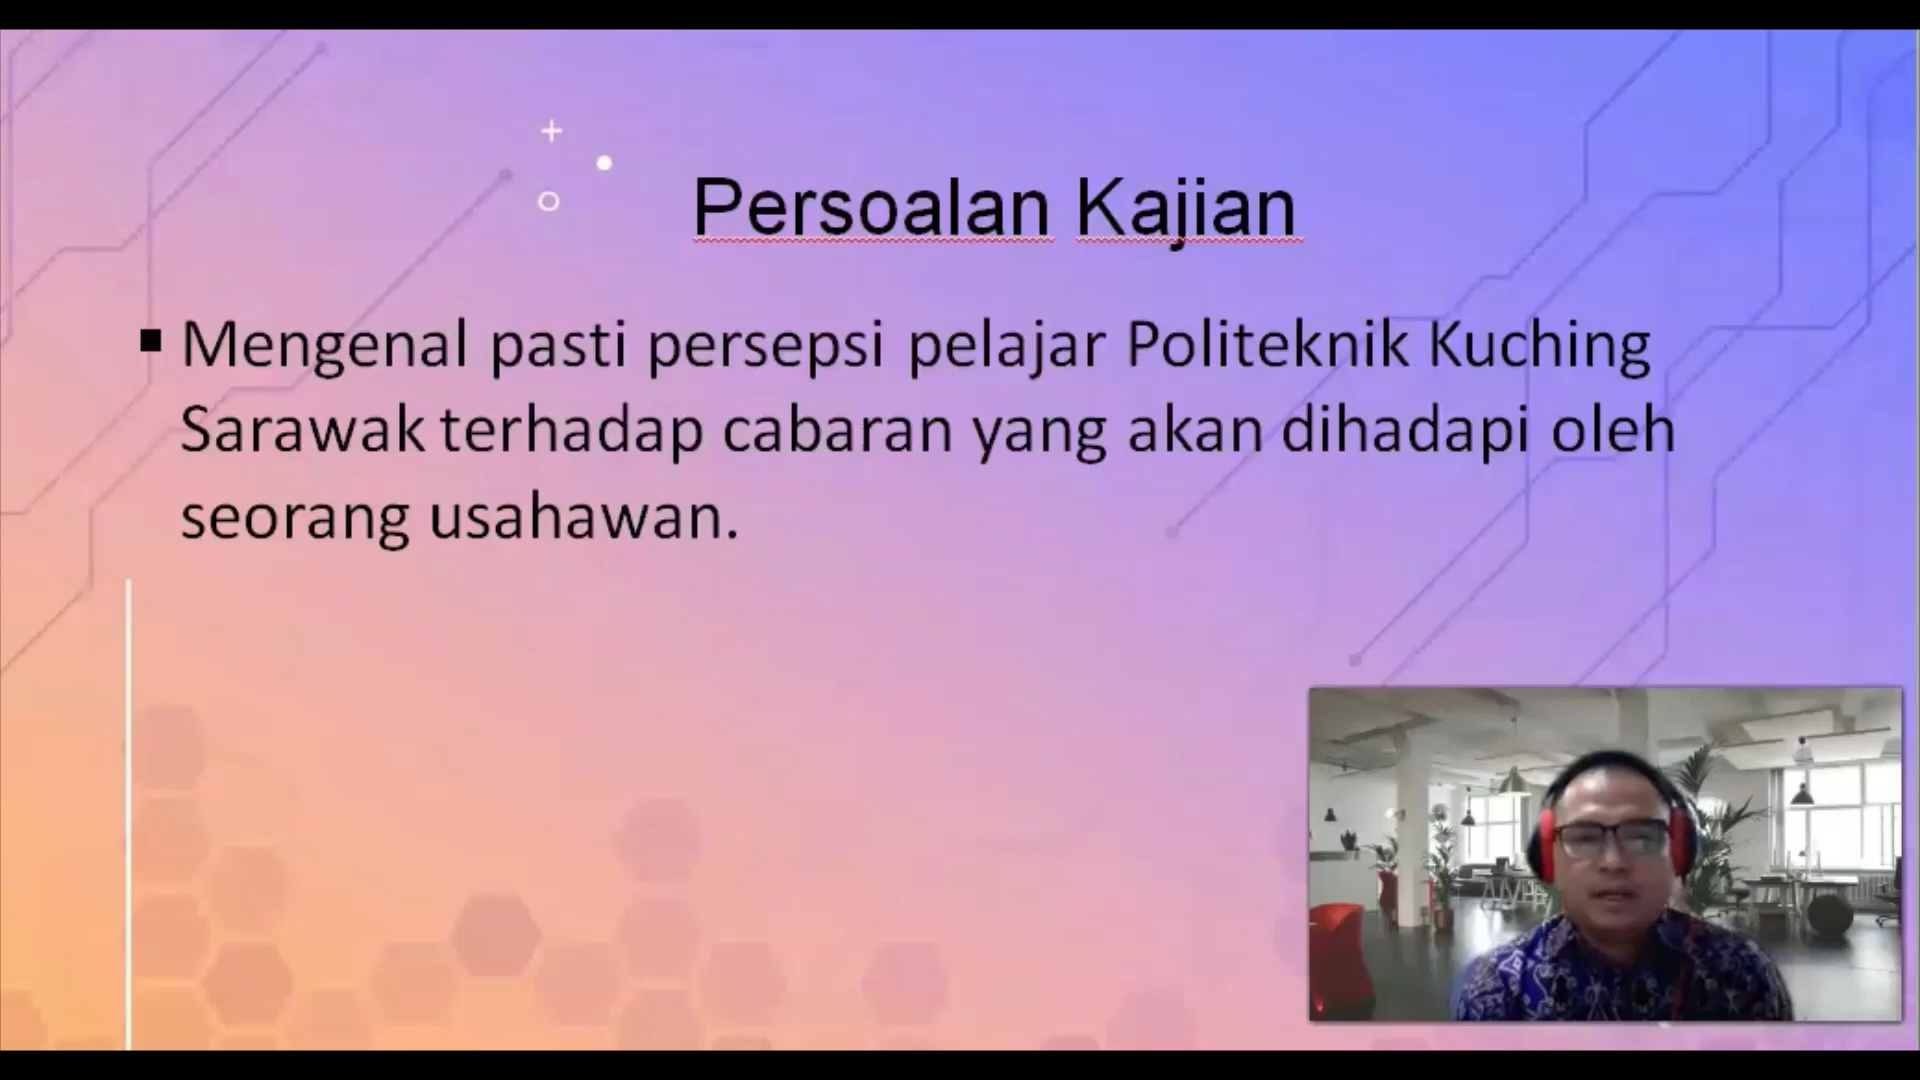 Persoalan Kajian
Mengenal pasti persepsi pelajar Politeknik Kuching
Sarawak terhadap cabaran yang akan dihadapi oleh
seorang usahawan.